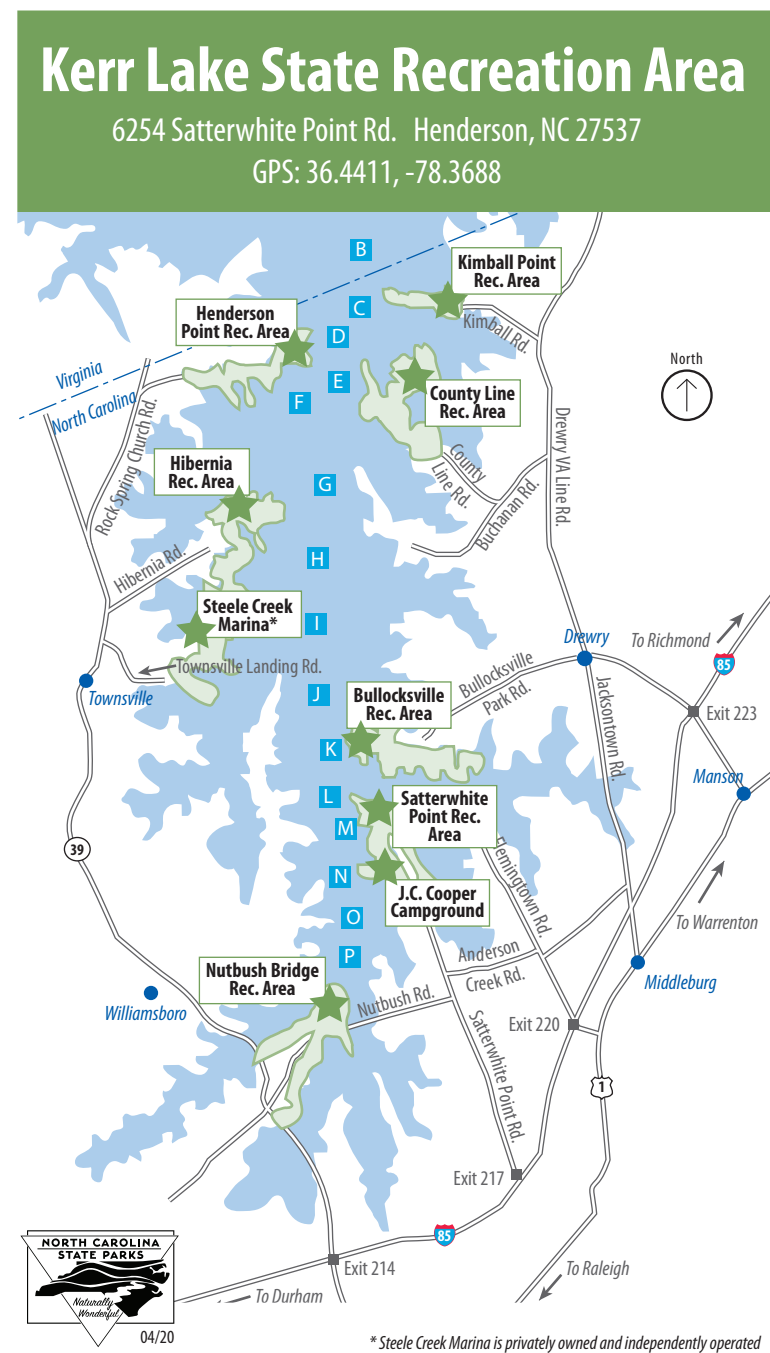 Kerr Lake State Recreation Area
6254 Satterwhite Point Rd. Henderson, NC 27537
GPS: 36.4411, -78.3688
B
Kimball Point
Rec. Area
C
Kimball Rd.
Henderson
Point Rec. Area
D
North
Virginia
North Carolina
E
F
County Line
Rec. Area
Rock Spring Church Rd.
Drewry VA Line Rd.
County
Line Rd.
Buchanan Rd.
Hibernia
Rec. Area
G
H
Hibernia Rd.
Steele Creek
Marina*
I
Drewry
To Richmond
85
Townsville Landing Rd.
Townsville
Bullocksville
Park Rd.
Jacksontown Rd.
J
Bullocksville
Rec. Area
Exit 223
K
Manson
L
Satterwhite
Point Rec.
Area
M
39
Flemingtown Rd.
N
J.C. Cooper
Campground
O
To Warrenton
P
Anderson
Creek Rd.
Nutbush Bridge
Rec. Area
Middleburg
Williamsboro
Nutbush Rd.
Exit 220
Satterwhite Point Rd.
1
Exit 217
85
Exit 214
To Raleigh
To Durham
NORTH CAROLINA
STATE PARKS
Naturally
Wonderful
04/20
* Steele Creek Marina is privately owned and independently operated